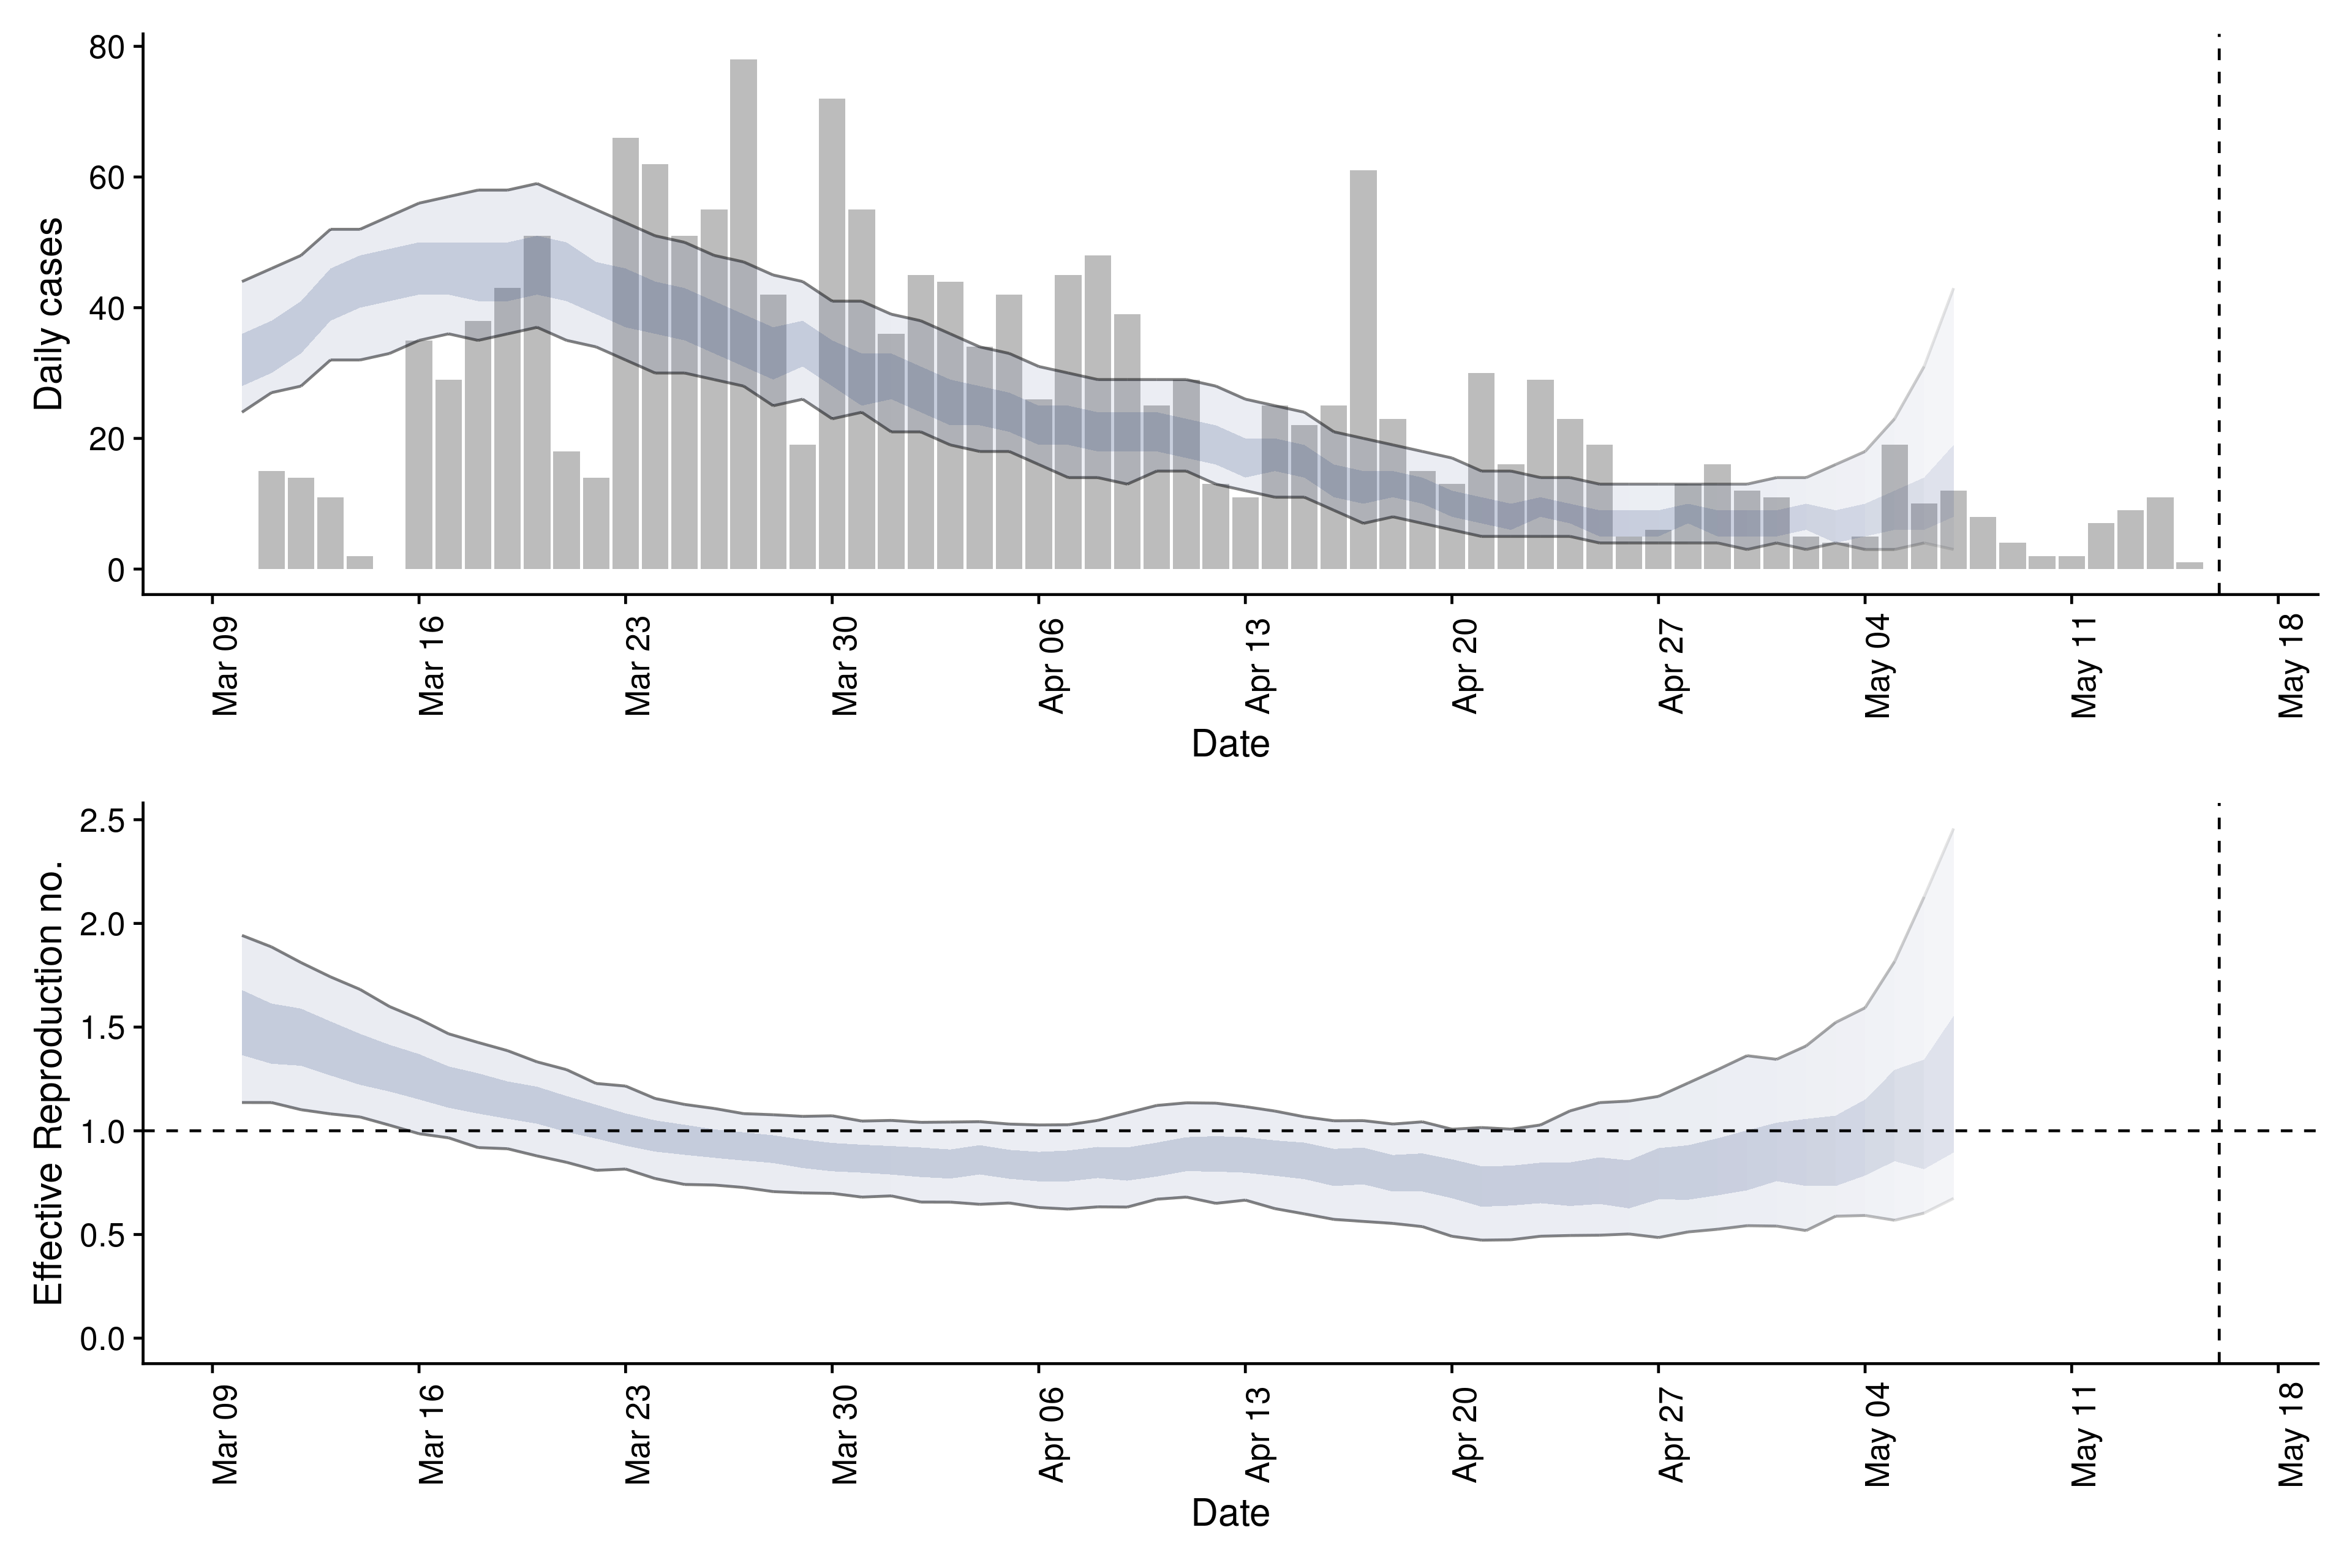 Daily cases
80
60
40
20
0
Mar 09
Mar 16
Mar 23
Mar 30
Apr 06
Apr 13
Apr 20
Apr 27
May 04
May 11
May 18
Date
Effective Reproduction no.
2.5
2.0
1.5
1.0
0.5
0.0
Mar 09
Mar 16
Mar 23
Mar 30
Apr 06
Apr 13
Apr 20
Apr 27
May 04
May 11
May 18
Date